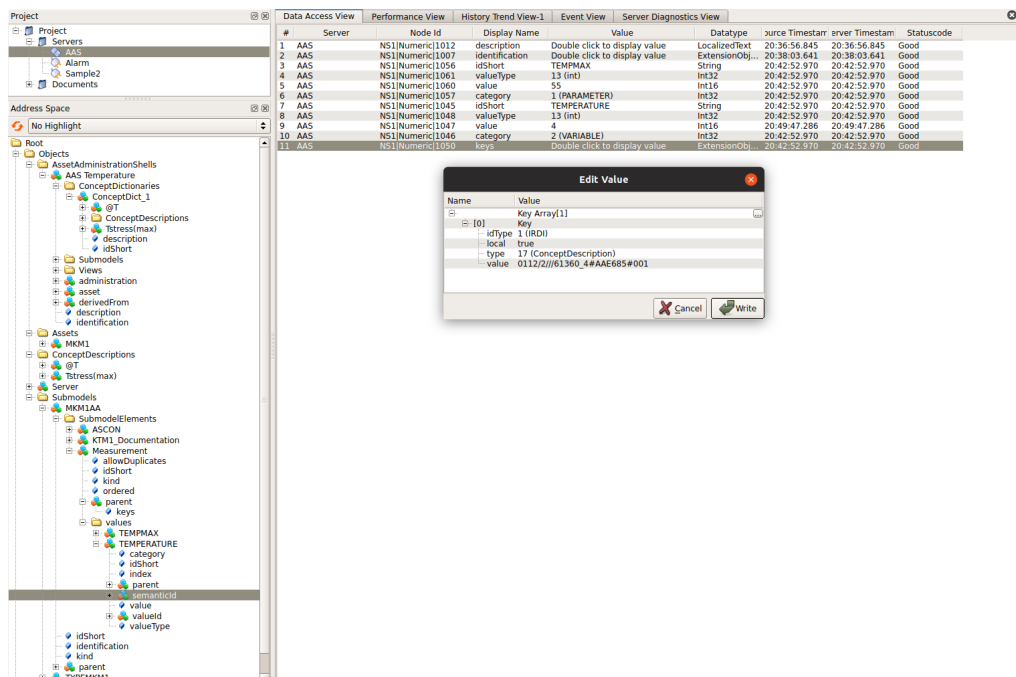 Project
Project
Servers
AAS
Alarm
Sample2
Documents
Address Space
No Highlight
Root
Objects
AssetAdministrationShells
AAS Temperature
ConceptDictionaries
ConceptDict_1
@T
ConceptDescriptions
Tstress(max)
description
idShort
Submodels
Views
administration
asset
derivedFrom
description
identification
Assets
MKM1
ConceptDescriptions
@T
Tstress(max)
Server
Submodels
MKM1AA
SubmodelElements
ASCON
KTM1_Documentation
Measurement
allowDuplicates
idShort
kind
ordered
parent
keys
values
TEMPMAX
TEMPERATURE
category
idShort
index
parent
semanticId
value
valueId
valueType
idShort
identification
kind
parent
TYPEMKM1
Data Access View Performance View History Trend View-1 Event View Server Diagnostics View
# Server Node Id Display Name Value Datatype ource Timestam erver Timestam Statuscode
1 AAS NS1|Numeric|1012 description Double click to display value LocalizedText 20:36:56.845 20:36:56.845 Good
2 AAS NS1|Numeric|1007 identification Double click to display value ExtensionObj... 20:38:03.641 20:38:03.641 Good
3 AAS NS1|Numeric|1056 idShort TEMPMAX String 20:42:52.970 20:42:52.970 Good
4 AAS NS1|Numeric|1061 valueType 13 (int) Int32 20:42:52.970 20:42:52.970 Good
5 AAS NS1|Numeric|1060 value 55 Int16 20:42:52.970 20:42:52.970 Good
6 AAS NS1|Numeric|1057 category 1 (PARAMETER) Int32 20:42:52.970 20:42:52.970 Good
7 AAS NS1|Numeric|1045 idShort TEMPERATURE String 20:42:52.970 20:42:52.970 Good
8 AAS NS1|Numeric|1048 valueType 13 (int) Int32 20:42:52.970 20:42:52.970 Good
9 AAS NS1|Numeric|1047 value 4 Int16 20:49:47.286 20:49:47.286 Good
10 AAS NS1|Numeric|1046 category 2 (VARIABLE) Int32 20:42:52.970 20:42:52.970 Good
11 AAS NS1|Numeric|1050 keys Double click to display value ExtensionObj... 20:42:52.970 20:42:52.970 Good
Edit Value
Name Value
Key Array[1]
[0] Key
idType 1 (IRDI)
local true
type 17 (ConceptDescription)
value 0112/2///61360_4#AAE685#001
Cancel Write